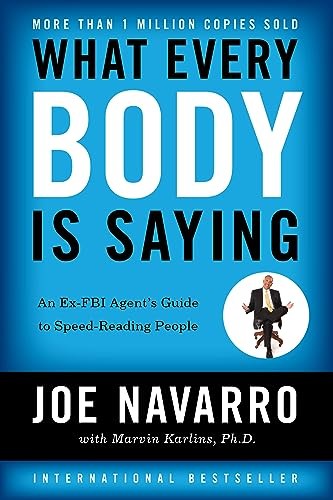 MORE THAN 1 MILLION COPIES SOLD
WHAT EVERY
BODY
IS SAYING
An Ex-FBI Agent's Guide
to Speed-Reading People
JOE NAVARRO
with Marvin Karlins, Ph.D.
INTERNATIONAL BESTSELLER